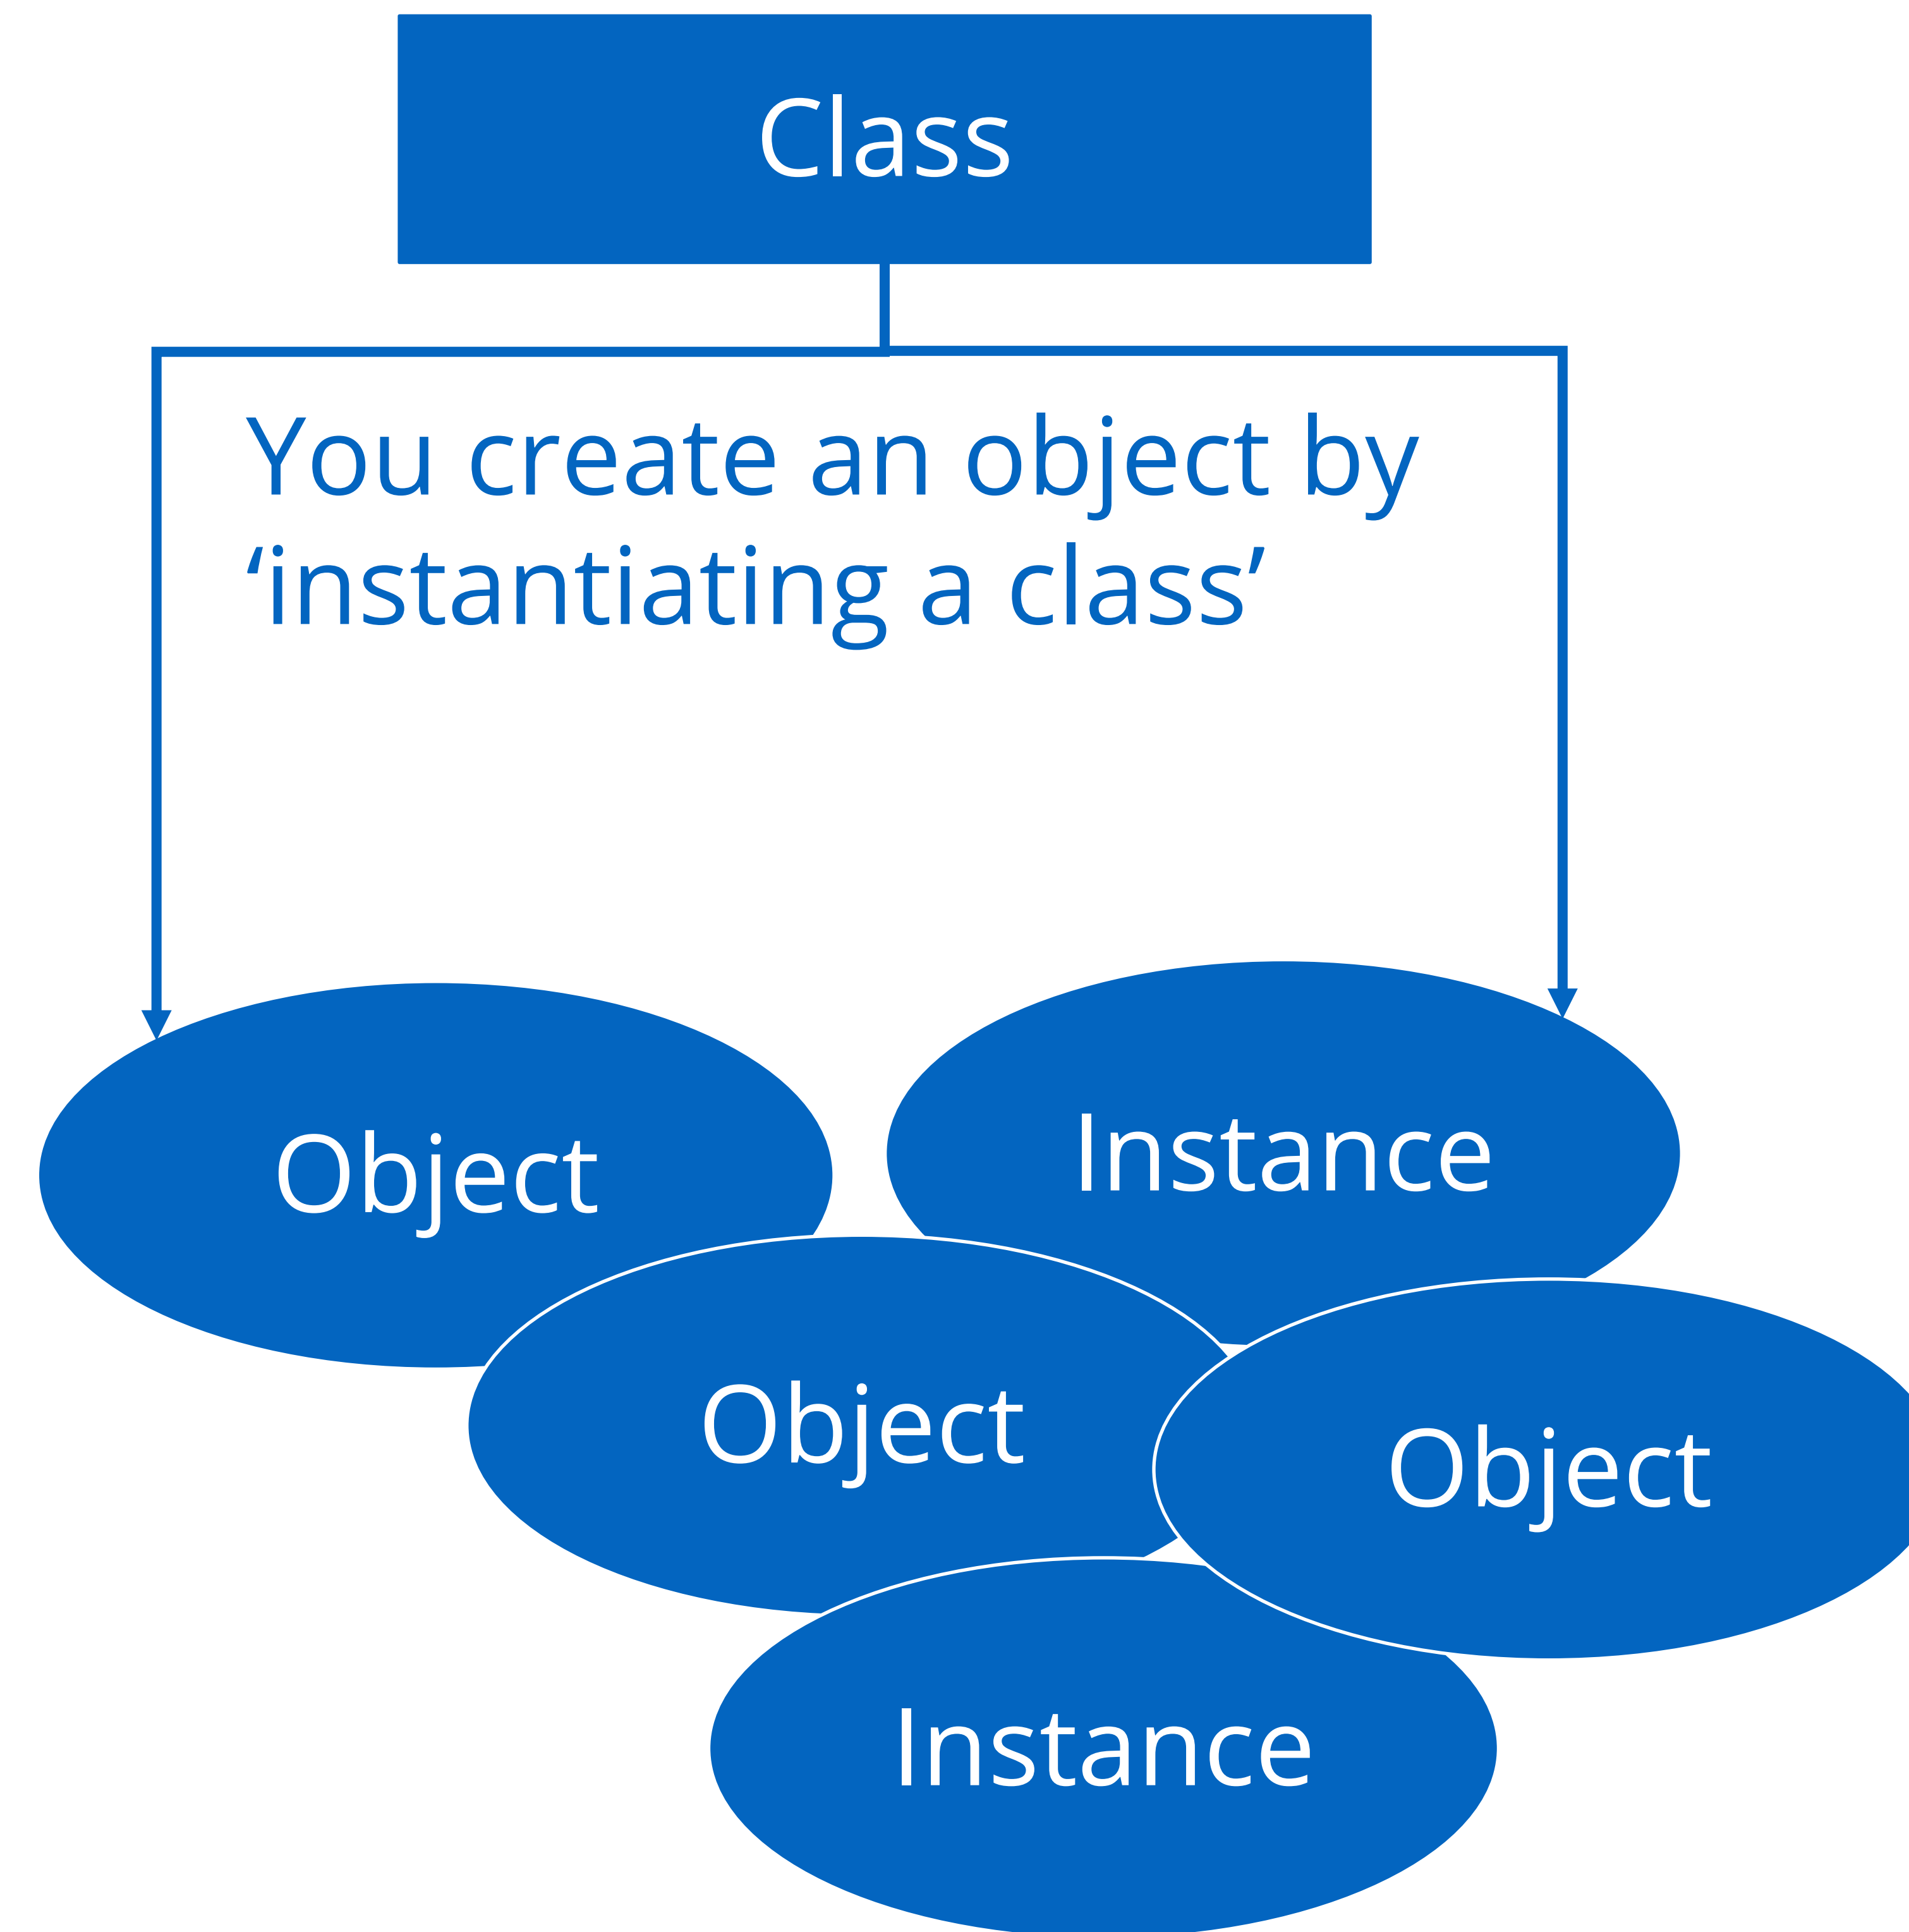 Class
You create an object by
‘instantiating a class’
Object
Instance
Object
Object
Instance